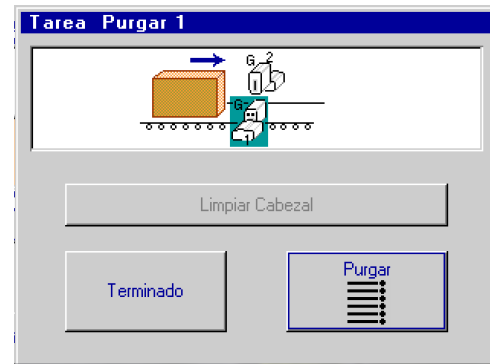 Tarea Purgar 1
G 2
G
1
Limpiar Cabezal
Terminado
Purgar